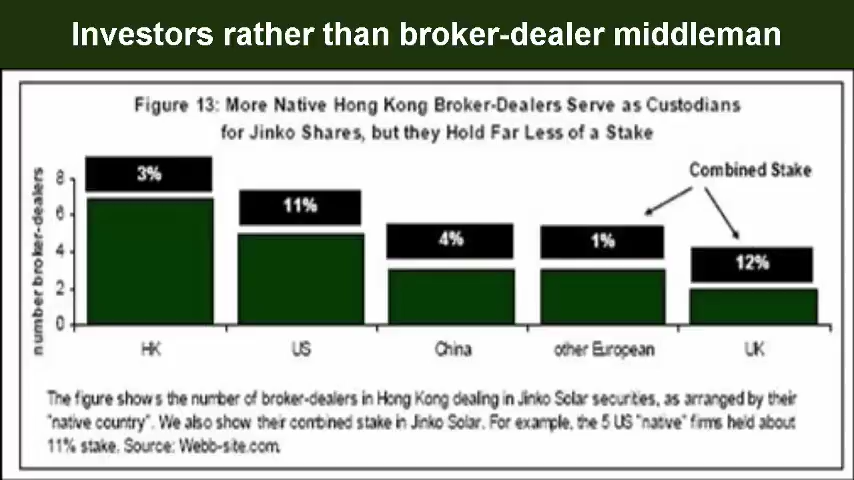 Investors rather than broker-dealer middleman
Figure 13: More Native Hong Kong Broker-Dealers Serve as Custodians
for Jinko Shares, but they Hold Far Less of a Stake
number broker-dealers
8
6
4
2
0
3%
11%
4%
1%
12%
Combined Stake
HK
US
China
other European
UK
The figure shows the number of broker-dealers in Hong Kong dealing in Jinko Solar securities, as arranged by their
"native country". We also show their combined stake in Jinko Solar. For example, the 5 US "native" firms held about
11% stake. Source: Webb-site.com.